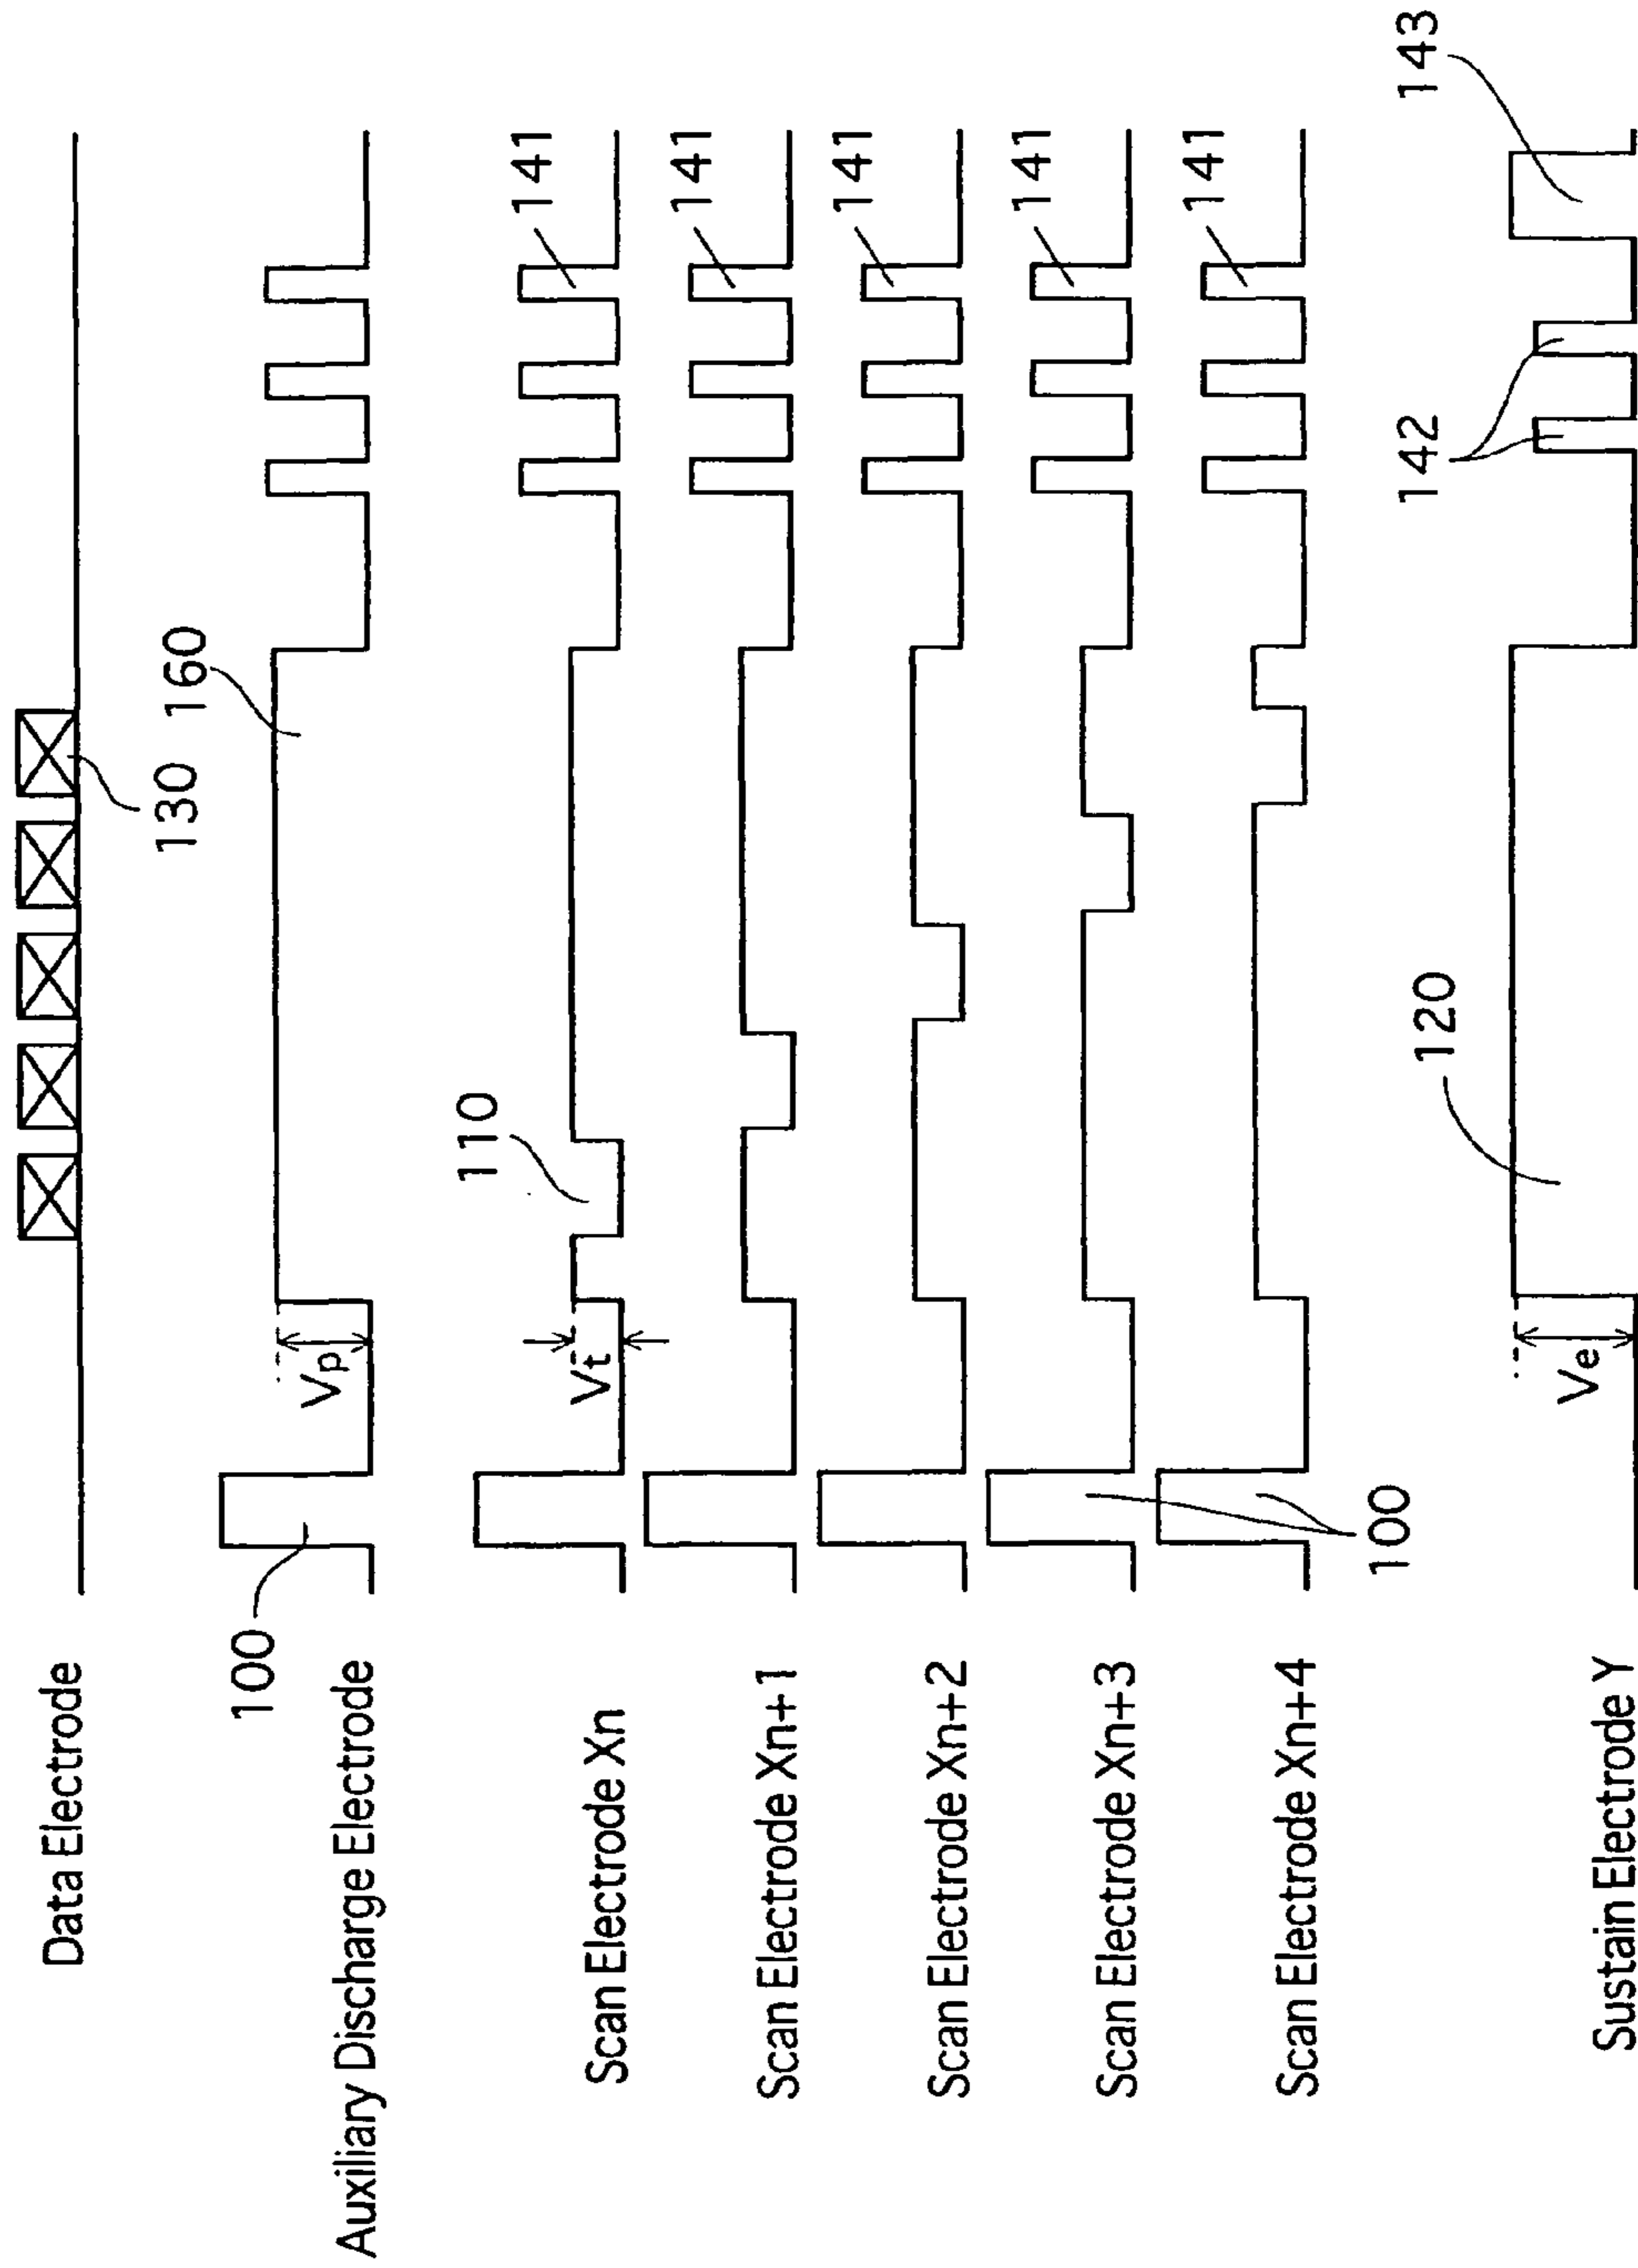 Data Electrode
130
100
160
Auxiliary Discharge Electrode
Vp
110
141
Scan Electrode Xn
Vt
141
Scan Electrode Xn+1
141
Scan Electrode Xn+2
141
Scan Electrode Xn+3
141
Scan Electrode Xn+4
100
120
142
143
Sustain Electrode Y
Ve